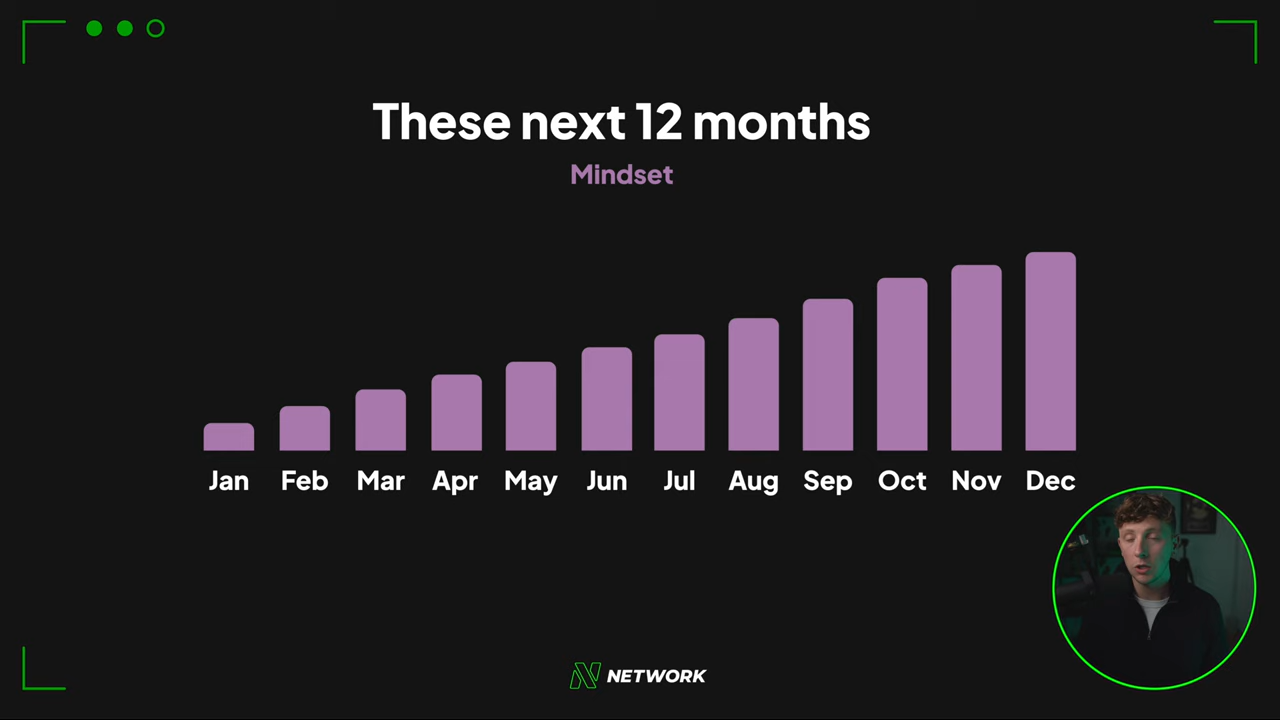 These next 12 months
Mindset
Jan Feb Mar Apr May Jun Jul Aug Sep Oct Nov Dec
NETWORK